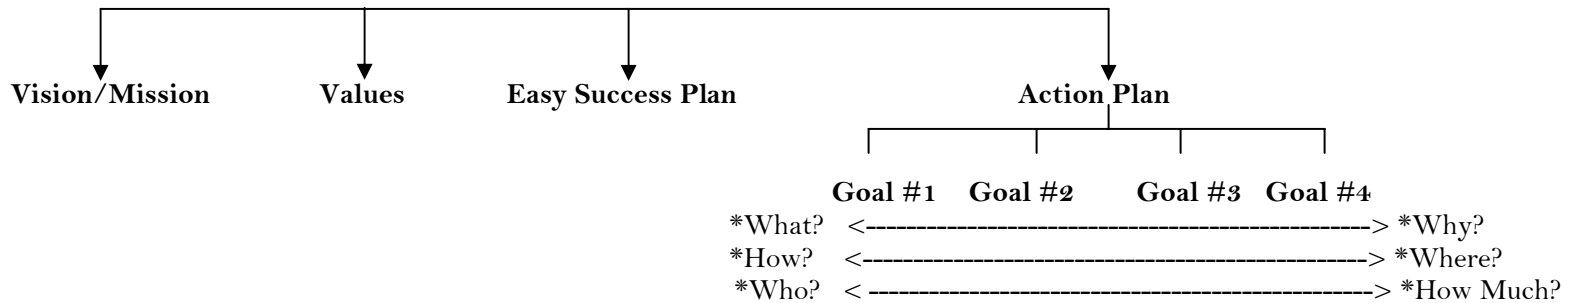 Vision/Mission Values Easy Success Plan Action Plan
Goal #1 Goal #2 Goal #3 Goal #4
*What? <--------------------------------------------------> *Why?
*How? <--------------------------------------------------> *Where?
*Who? < --------------------------------------------------> *How Much?